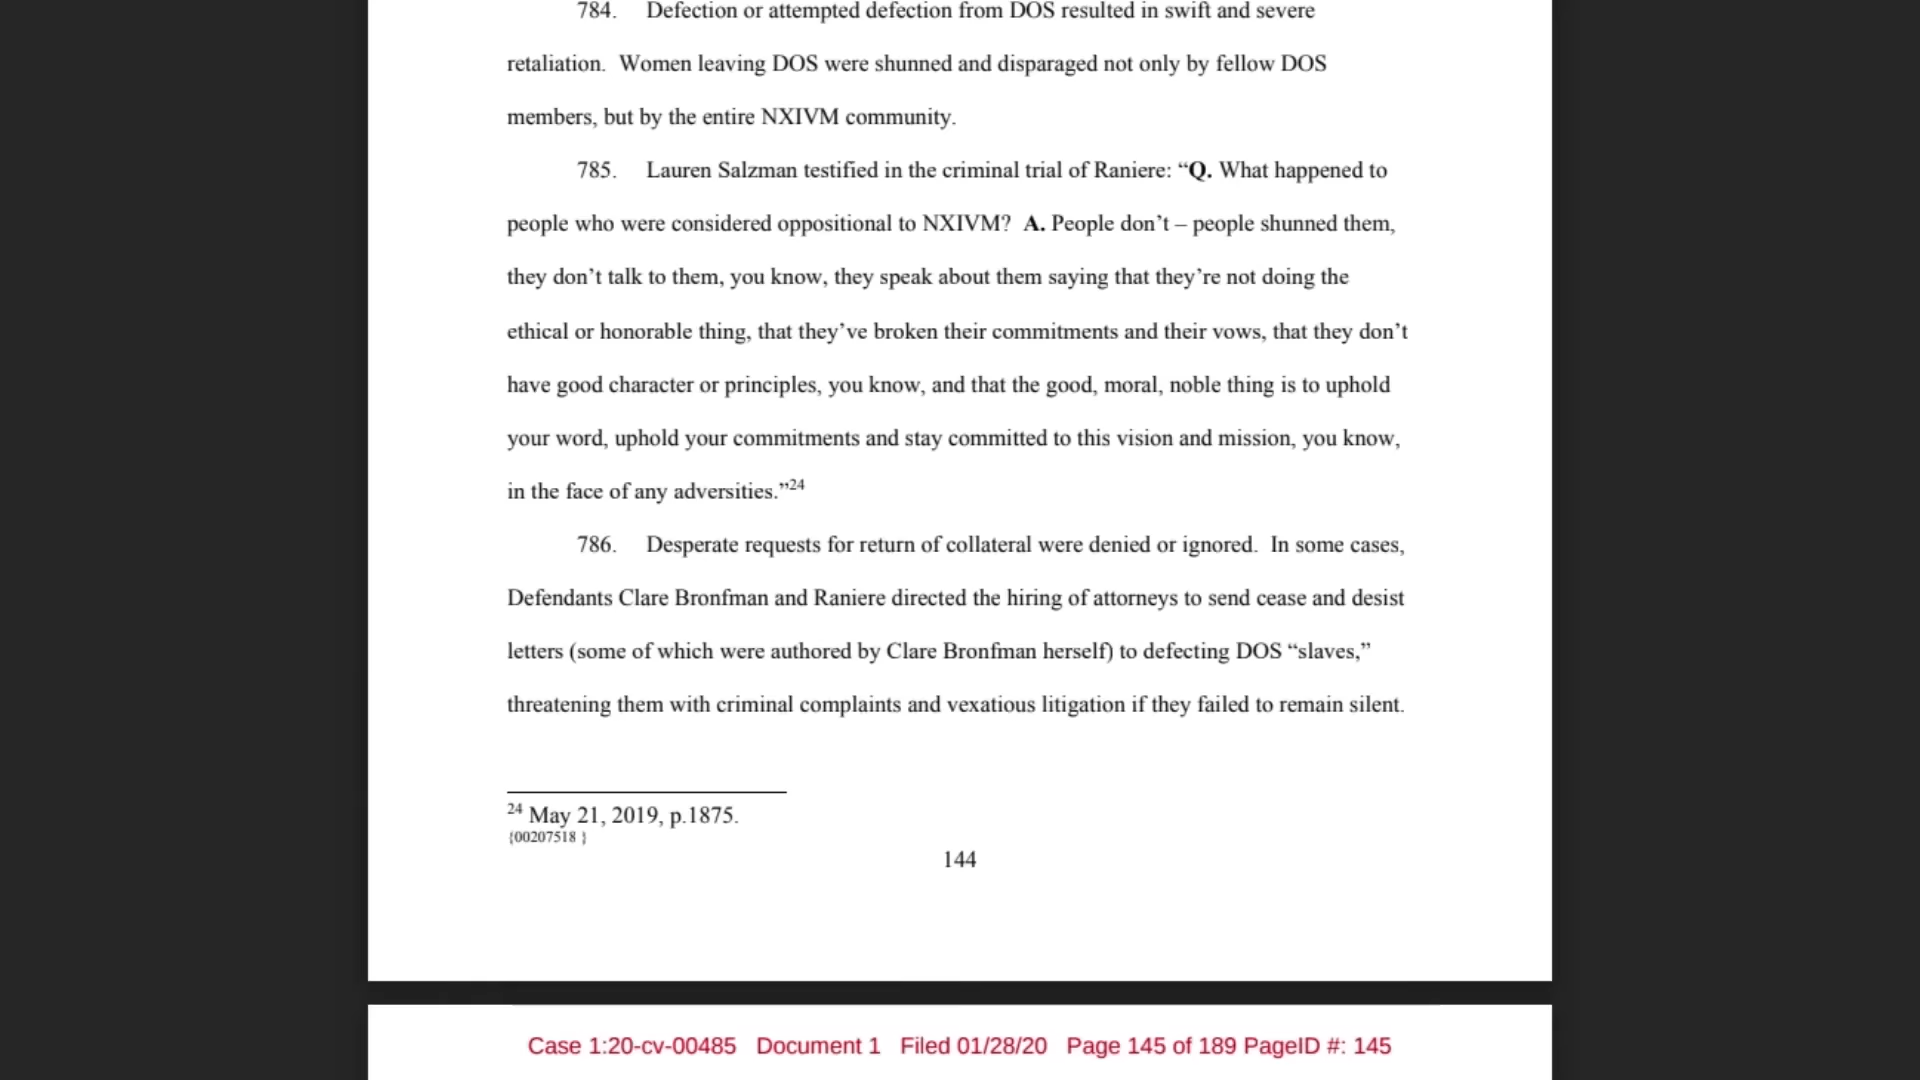 784. Defection or attempted defection from DOS resulted in swift and severe
retaliation. Women leaving DOS were shunned and disparaged not only by fellow DOS
members, but by the entire NXIVM community.
785. Lauren Salzman testified in the criminal trial of Raniere: “Q. What happened to
people who were considered oppositional to NXIVM? A. People don’t – people shunned them,
they don’t talk to them, you know, they speak about them saying that they’re not doing the
ethical or honorable thing, that they’ve broken their commitments and their vows, that they don’t
have good character or principles, you know, and that the good, moral, noble thing is to uphold
your word, uphold your commitments and stay committed to this vision and mission, you know,
in the face of any adversities.”24
786. Desperate requests for return of collateral were denied or ignored. In some cases,
Defendants Clare Bronfman and Raniere directed the hiring of attorneys to send cease and desist
letters (some of which were authored by Clare Bronfman herself) to defecting DOS “slaves,”
threatening them with criminal complaints and vexatious litigation if they failed to remain silent.
24 May 21, 2019, p.1875.
{00207518 }
144
Case 1:20-cv-00485 Document 1 Filed 01/28/20 Page 145 of 189 PageID #: 145